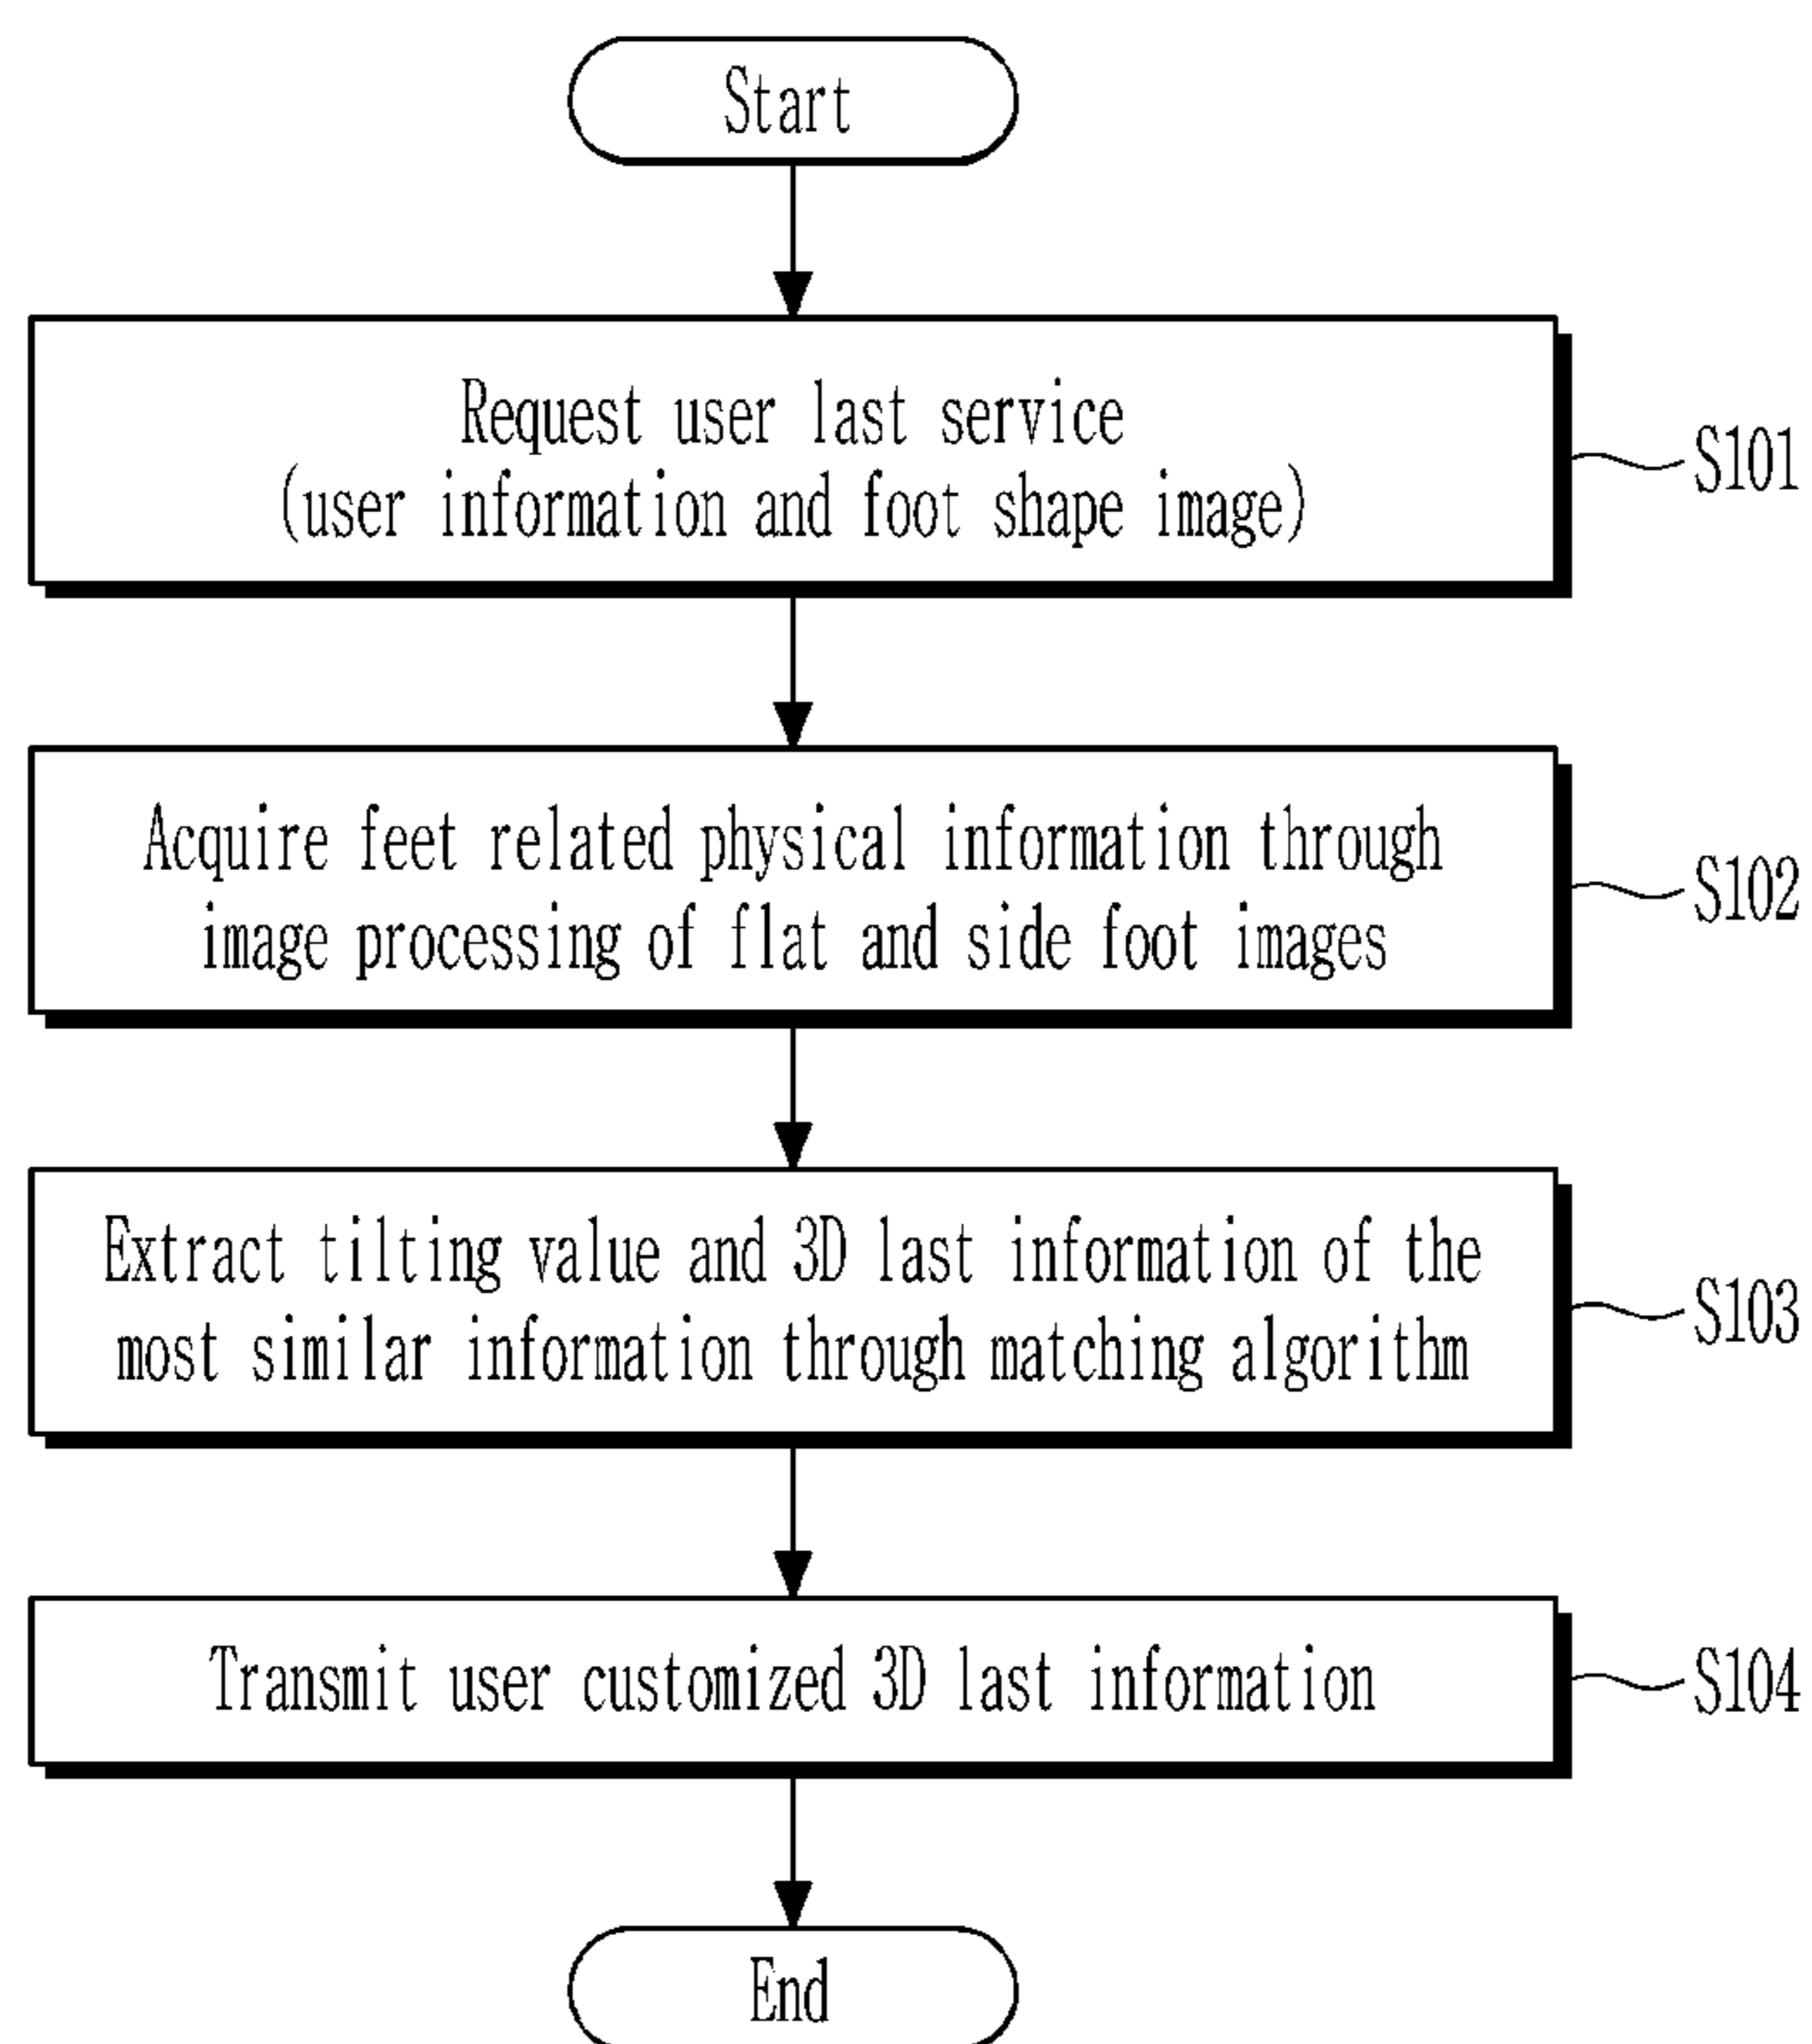 Start
Request user last service
(user information and foot shape image)
S101
Acquire feet related physical information through
image processing of flat and side foot images
S102
Extract tilting value and 3D last information of the
most similar information through matching algorithm
S103
Transmit user customized 3D last information
S104
End